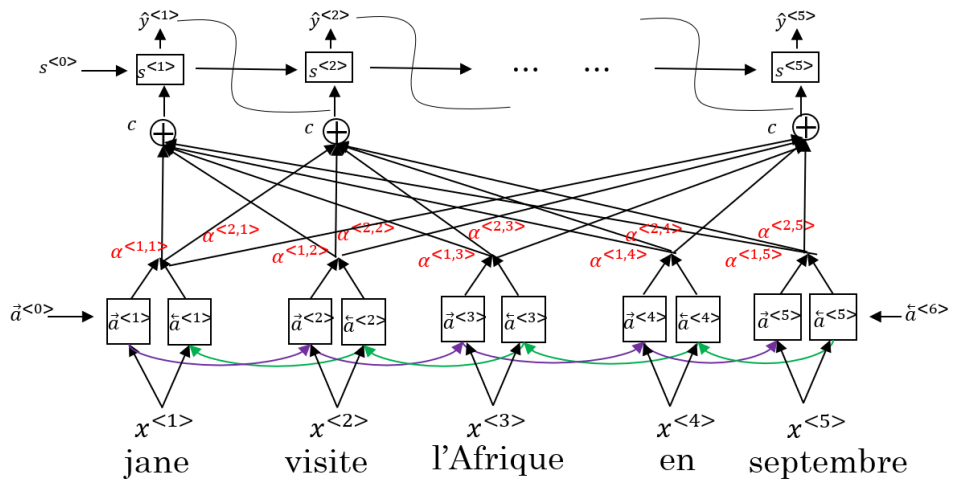 ŷ<1> ŷ<2> ŷ<5>
s<0> s<1> s<2> ... ... s<5>
c c c
α<1,1> α<2,1> α<1,2> α<2,2> α<1,3> α<2,3> α<1,4> α<2,4> α<1,5> α<2,5>
a⃗<0> a⃗<1> a⃖<1> a⃗<2> a⃖<2> a⃗<3> a⃖<3> a⃗<4> a⃖<4> a⃗<5> a⃖<5> a⃖<6>
x<1> x<2> x<3> x<4> x<5>
jane visite l'Afrique en septembre